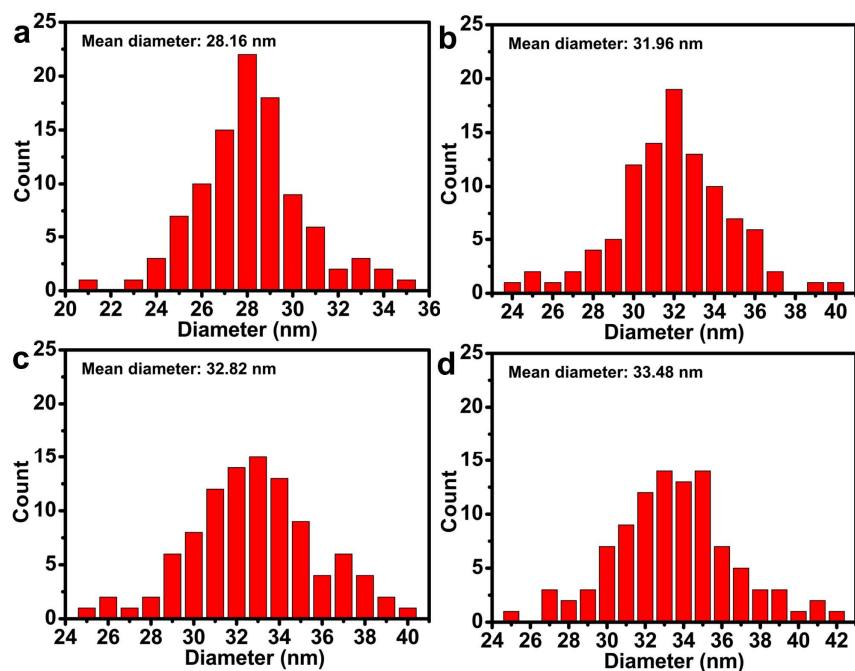 a
Mean diameter: 28.16 nm
25
20
15
10
5
0
Count
20 22 24 26 28 30 32 34 36
Diameter (nm)
b
Mean diameter: 31.96 nm
25
20
15
10
5
0
Count
24 26 28 30 32 34 36 38 40
Diameter (nm)
c
Mean diameter: 32.82 nm
25
20
15
10
5
0
Count
24 26 28 30 32 34 36 38 40
Diameter (nm)
d
Mean diameter: 33.48 nm
25
20
15
10
5
0
Count
24 26 28 30 32 34 36 38 40 42
Diameter (nm)